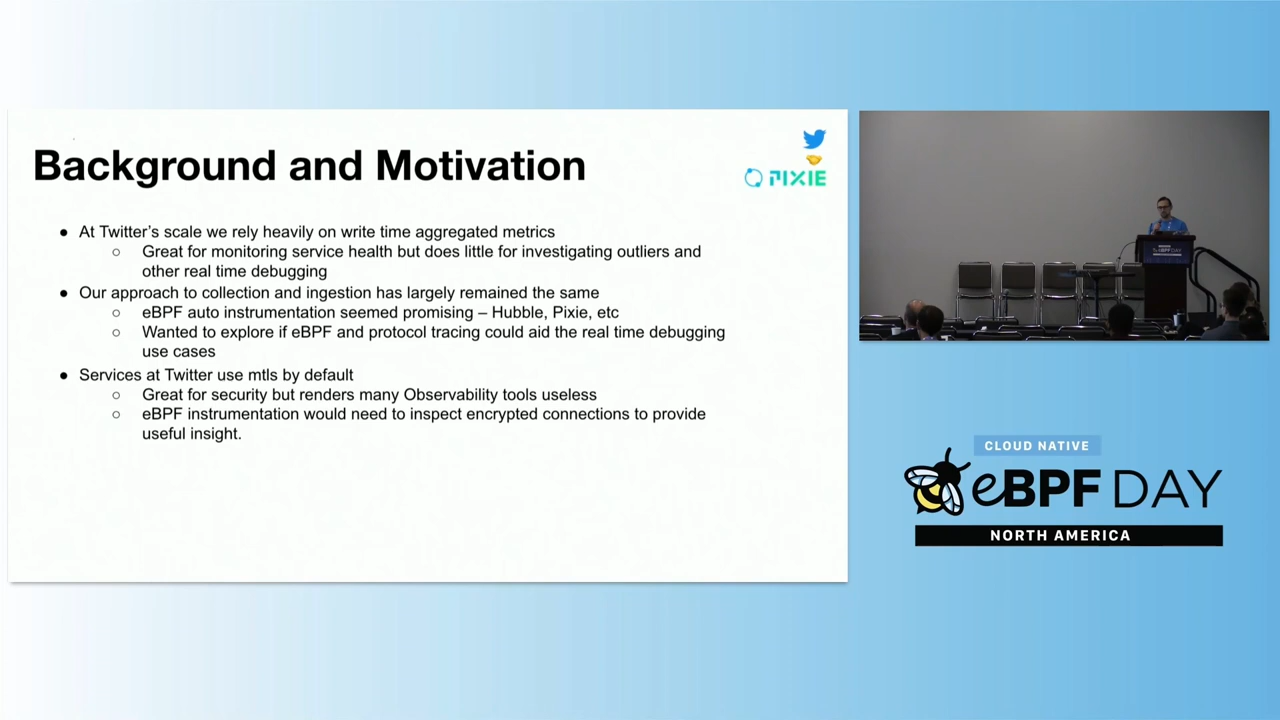 Background and Motivation
PIXIE
● At Twitter's scale we rely heavily on write time aggregated metrics
○ Great for monitoring service health but does little for investigating outliers and
other real time debugging
● Our approach to collection and ingestion has largely remained the same
○ eBPF auto instrumentation seemed promising – Hubble, Pixie, etc
○ Wanted to explore if eBPF and protocol tracing could aid the real time debugging
use cases
● Services at Twitter use mtls by default
○ Great for security but renders many Observability tools useless
○ eBPF instrumentation would need to inspect encrypted connections to provide
useful insight.
eBPF DAY
CLOUD NATIVE
eBPF DAY
NORTH AMERICA